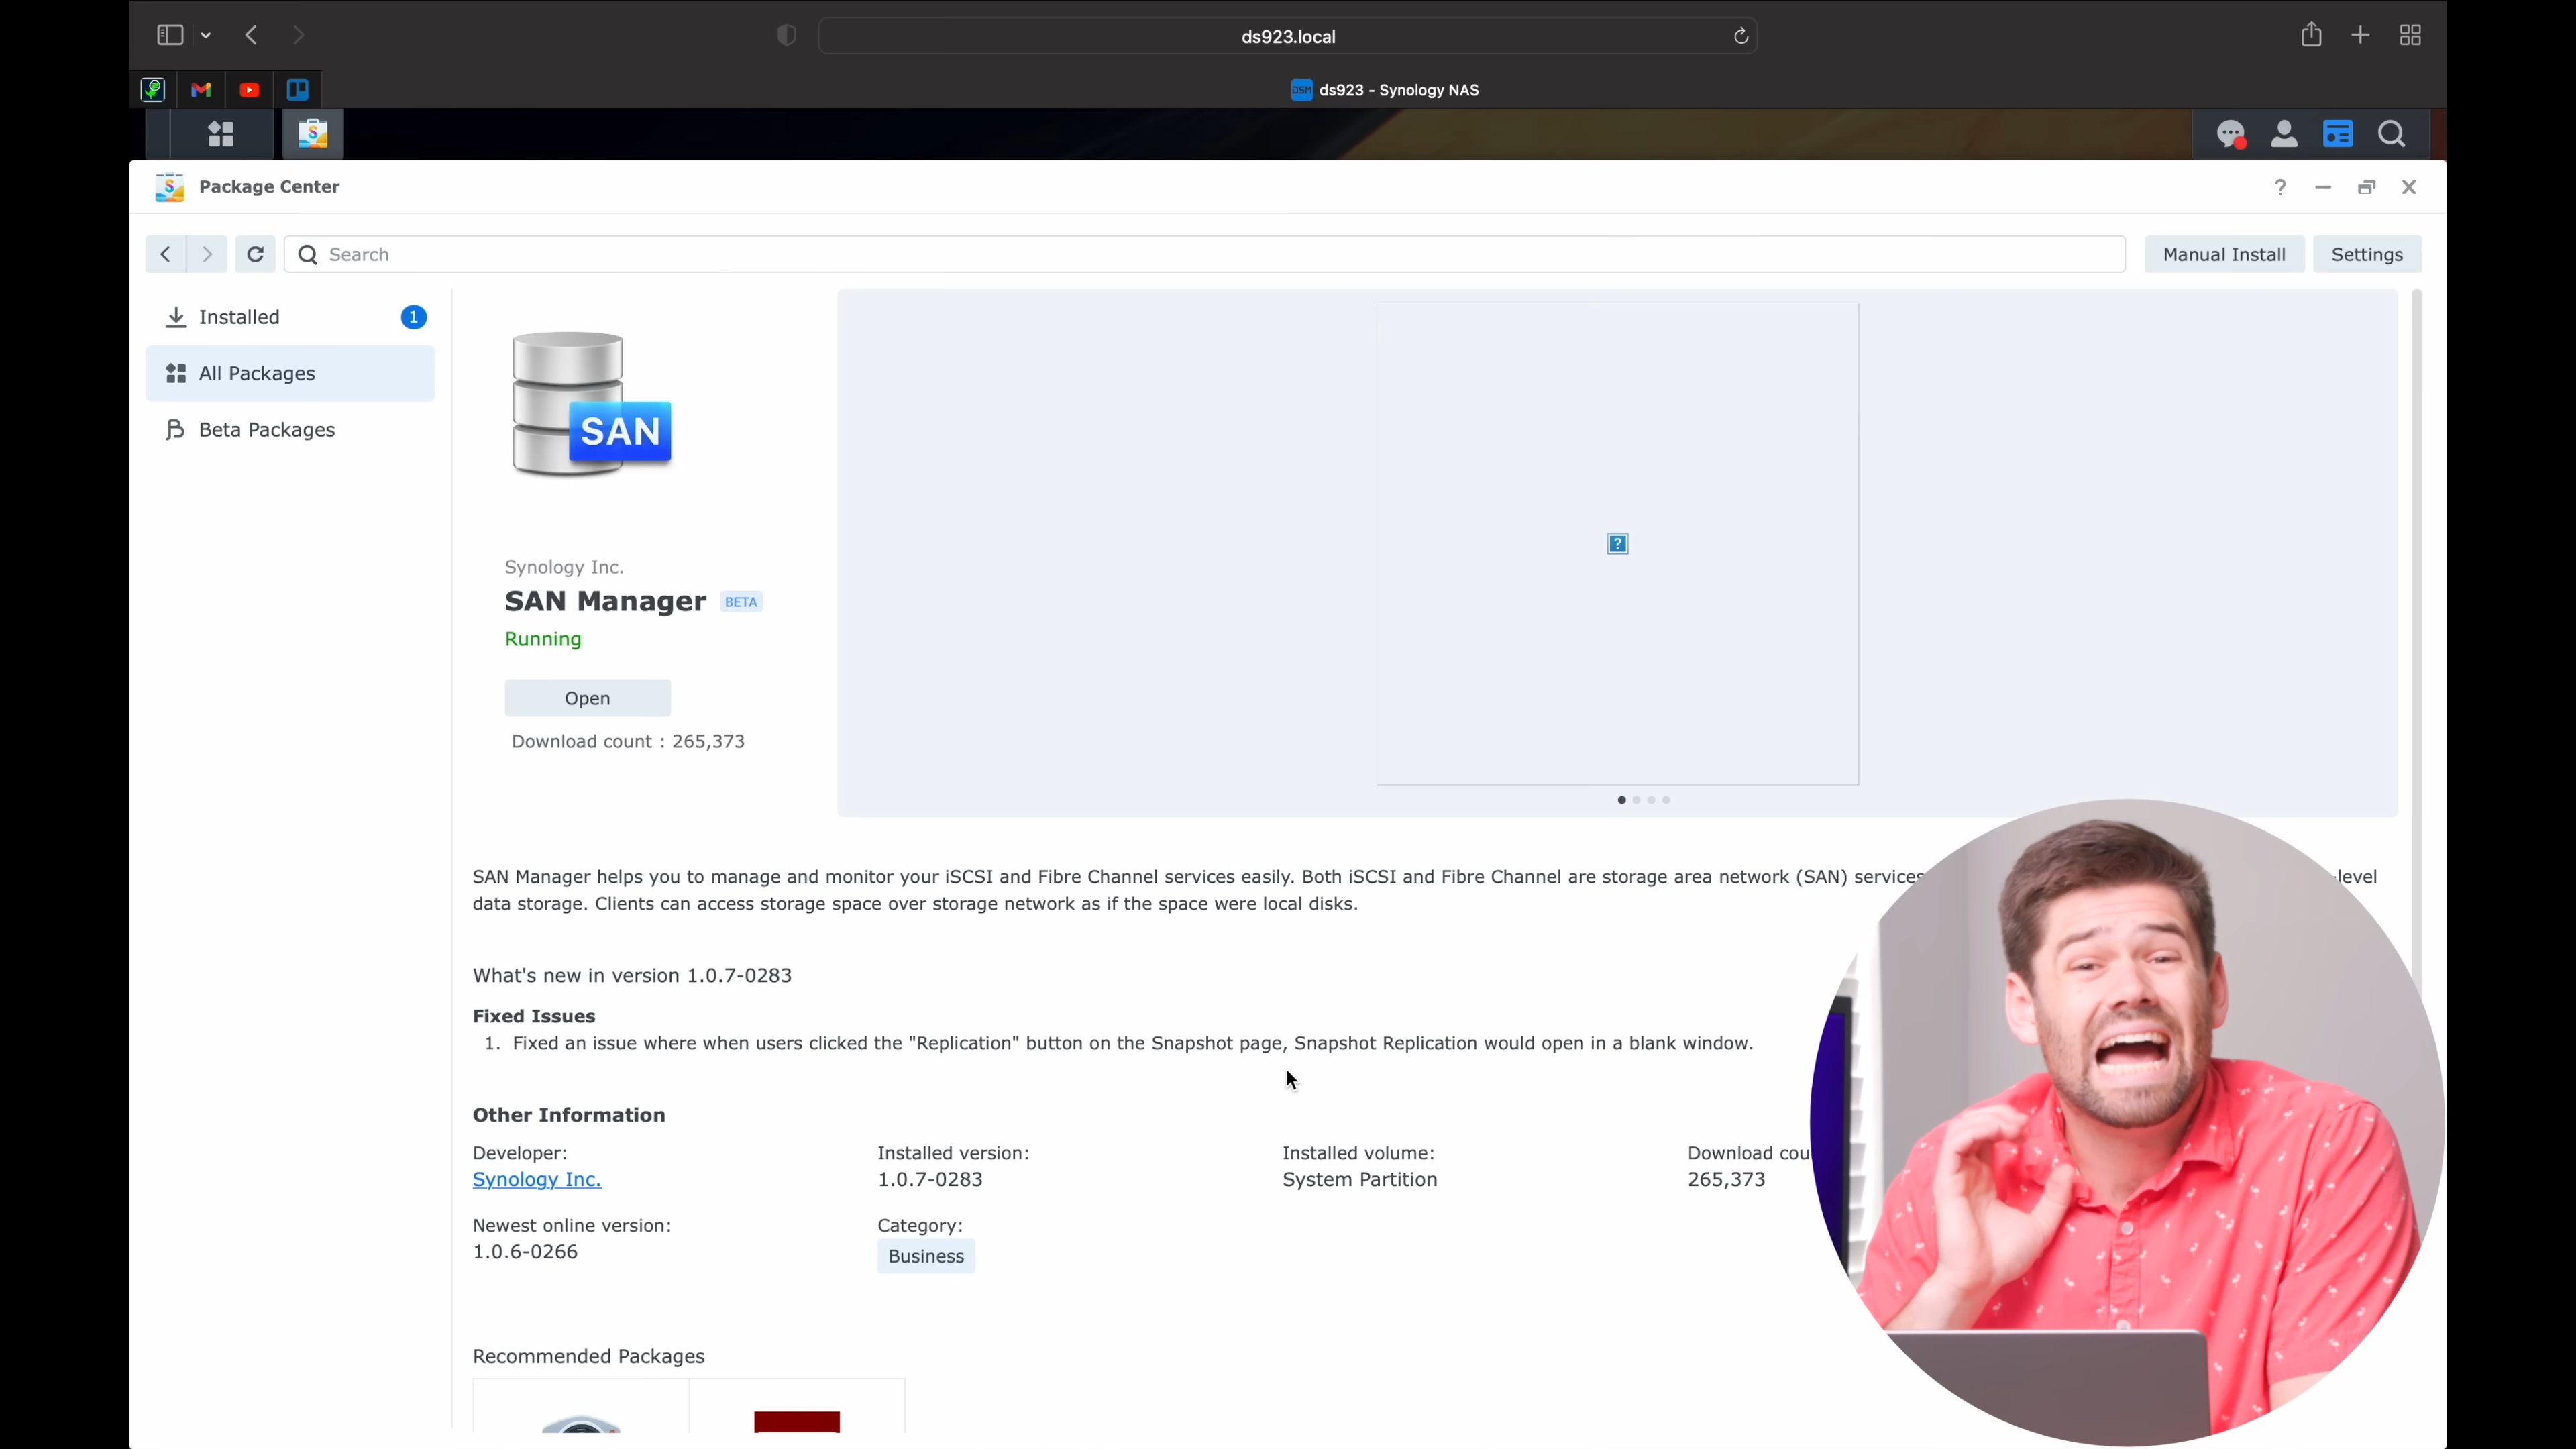 ds923.local
DSM ds923 - Synology NAS
S
S Package Center
?
Search
Manual Install
Settings
Installed 1
All Packages
Beta Packages
SAN
?
Synology Inc.
SAN Manager BETA
Running
Open
Download count : 265,373
SAN Manager helps you to manage and monitor your iSCSI and Fibre Channel services easily. Both iSCSI and Fibre Channel are storage area network (SAN) services -level
data storage. Clients can access storage space over storage network as if the space were local disks.
What's new in version 1.0.7-0283
Fixed Issues
1. Fixed an issue where when users clicked the "Replication" button on the Snapshot page, Snapshot Replication would open in a blank window.
Other Information
Developer: Installed version: Installed volume: Download cou
Synology Inc. 1.0.7-0283 System Partition 265,373
Newest online version: Category:
1.0.6-0266 Business
Recommended Packages